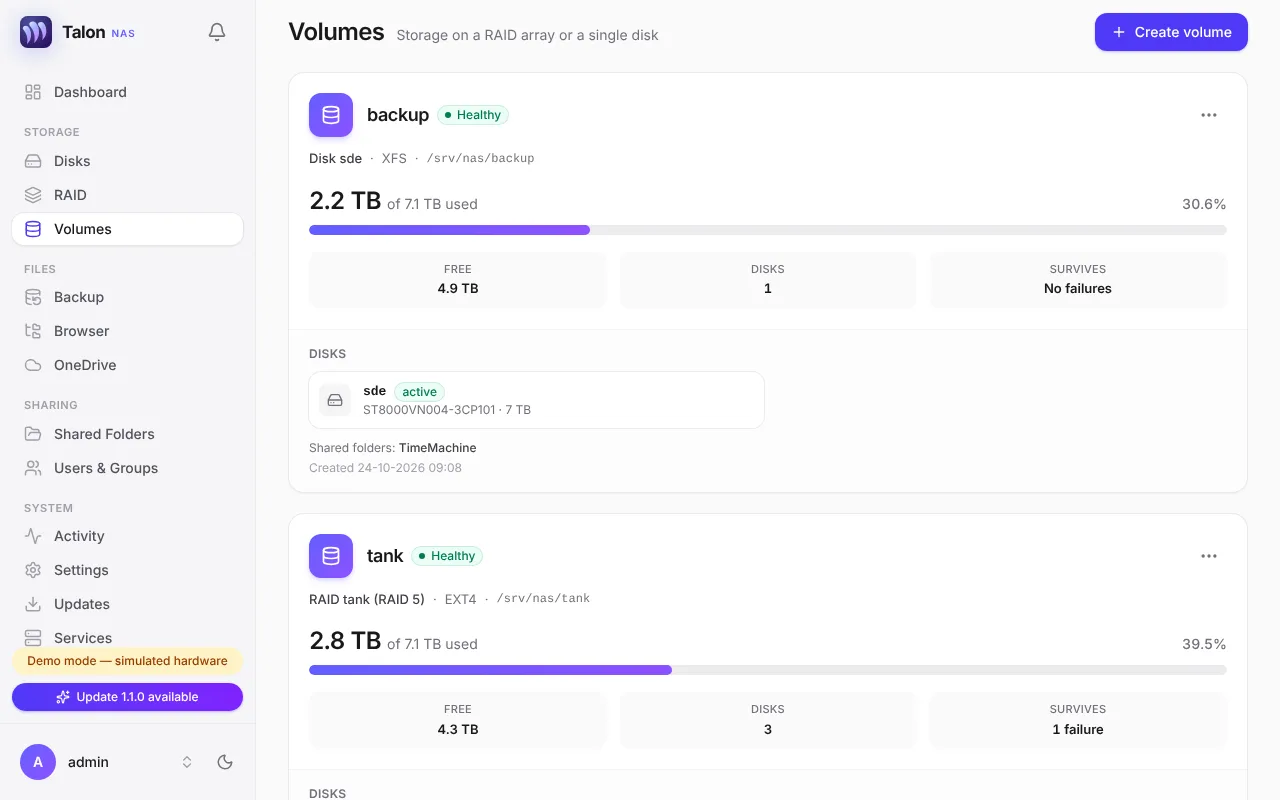 Talon NAS
Dashboard
STORAGE
Disks
RAID
Volumes
FILES
Backup
Browser
OneDrive
SHARING
Shared Folders
Users & Groups
SYSTEM
Activity
Settings
Updates
Services
Demo mode — simulated hardware
Update 1.1.0 available
A admin
Volumes Storage on a RAID array or a single disk
+ Create volume
backup Healthy
Disk sde · XFS · /srv/nas/backup
2.2 TB of 7.1 TB used 30.6%
FREE DISKS SURVIVES
4.9 TB 1 No failures
DISKS
sde active
ST8000VN004-3CP101 · 7 TB
Shared folders: TimeMachine
Created 24-10-2026 09:08
tank Healthy
RAID tank (RAID 5) · EXT4 · /srv/nas/tank
2.8 TB of 7.1 TB used 39.5%
FREE DISKS SURVIVES
4.3 TB 3 1 failure
DISKS